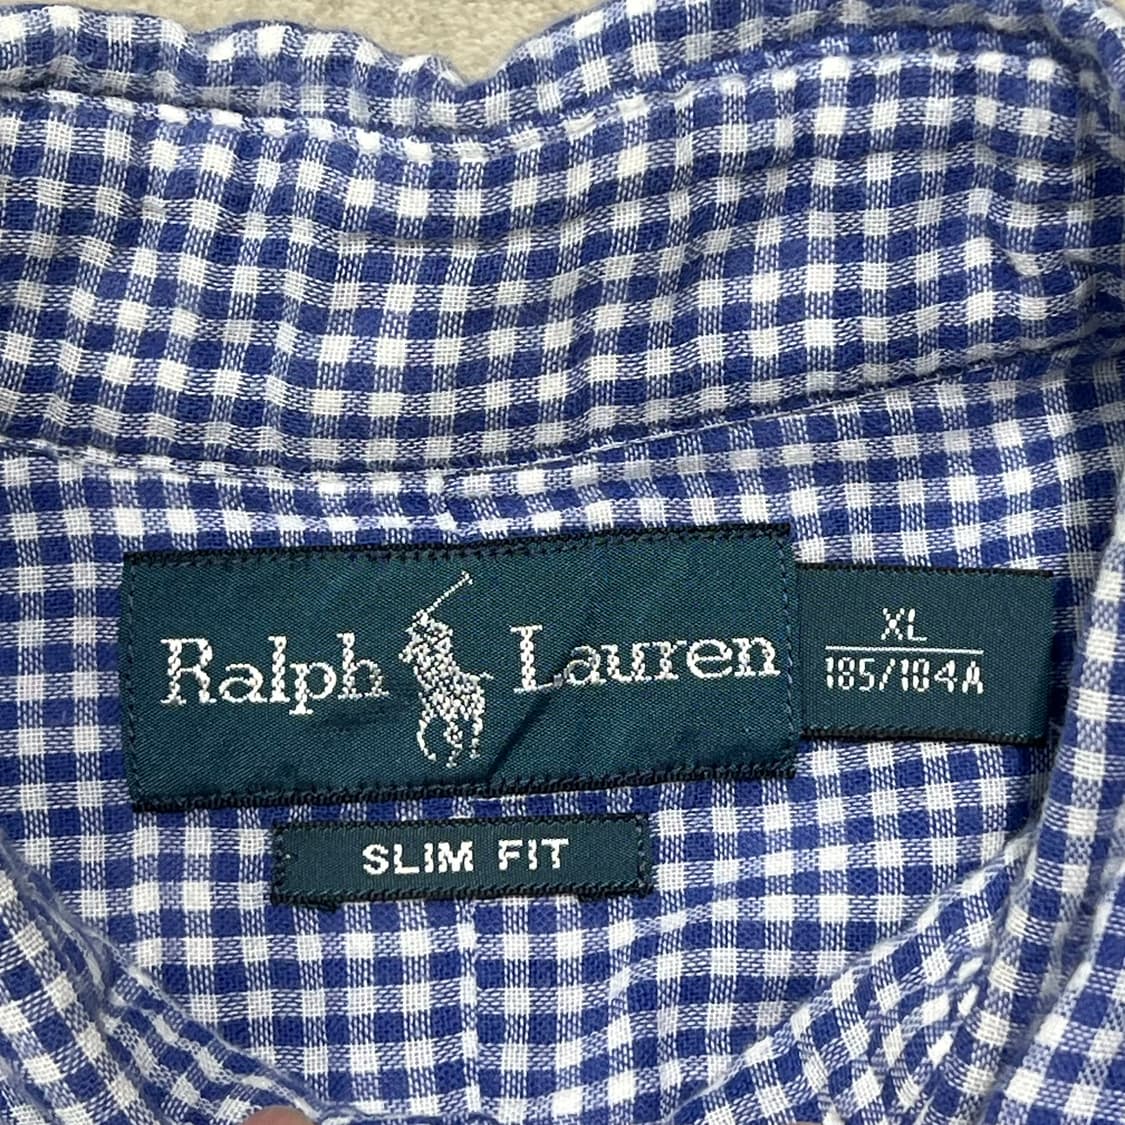 Ralph Lauren
XL
185/104A
SLIM FIT